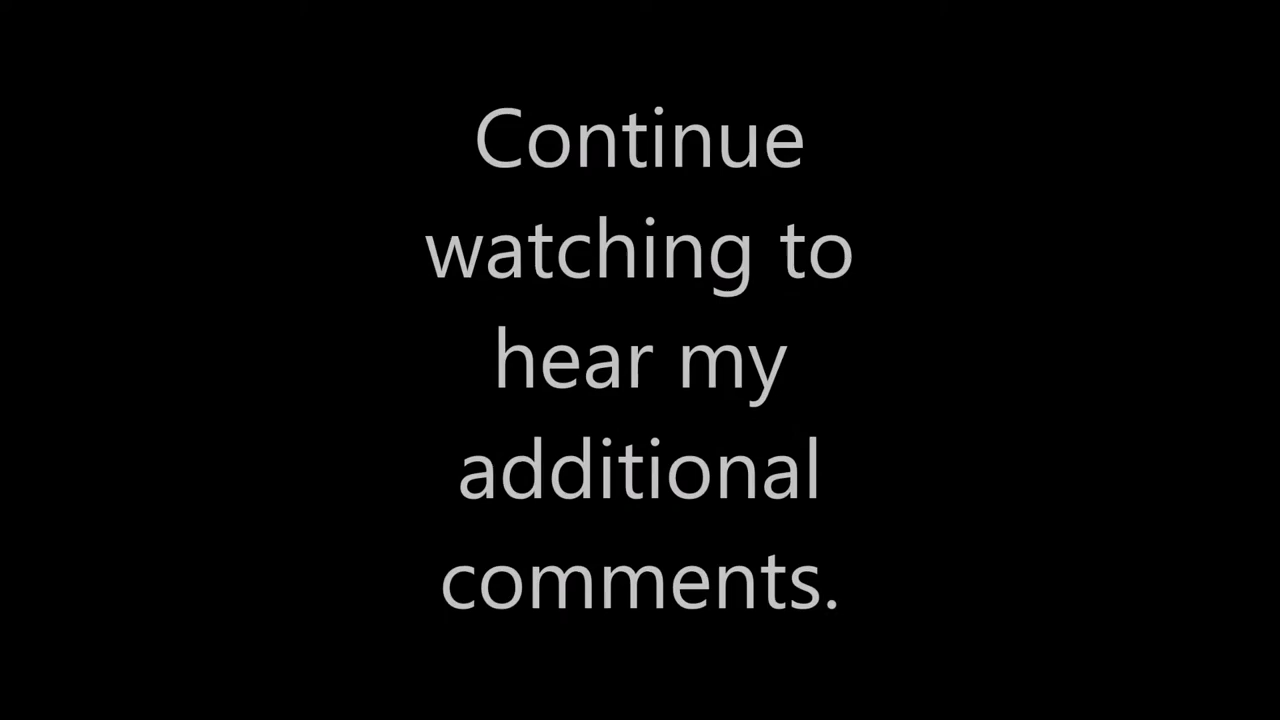 Continue
watching to
hear my
additional
comments.